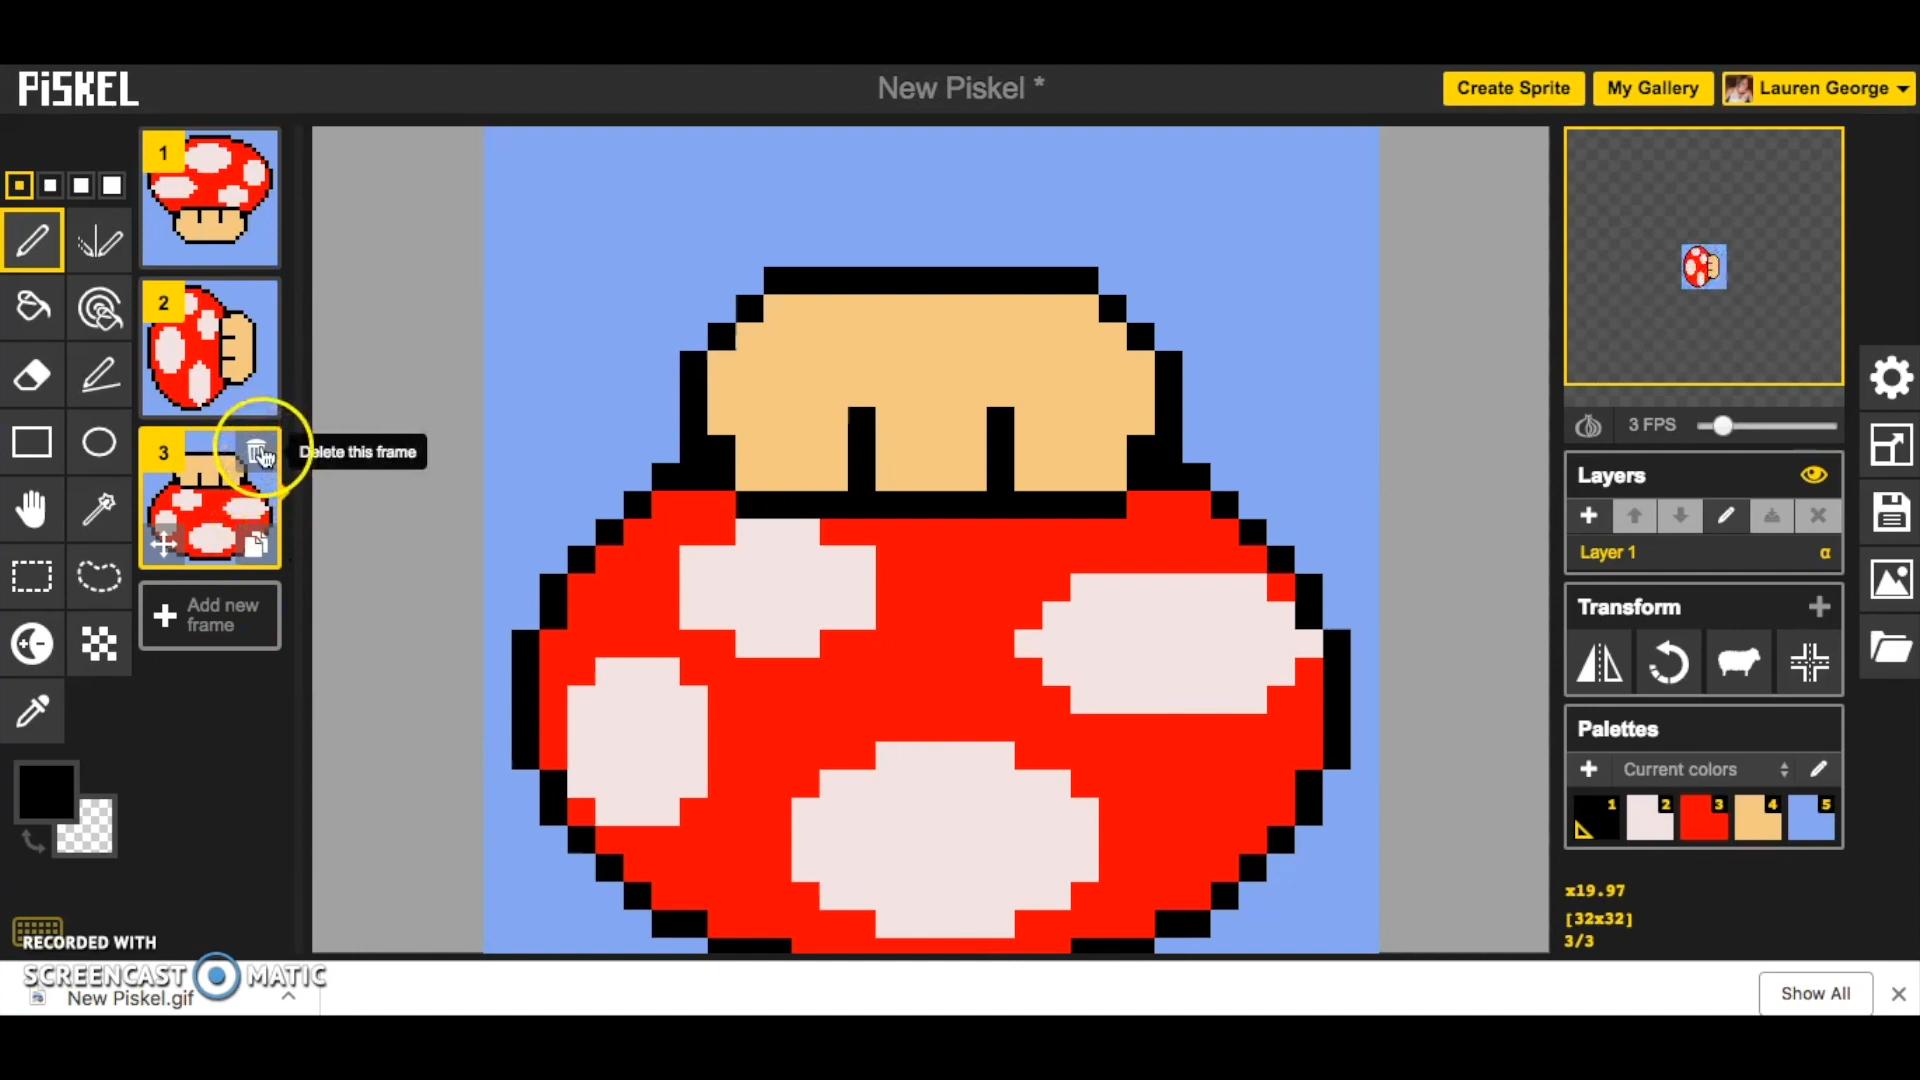 PiSKEL
New Piskel *
Create Sprite
My Gallery
Lauren George
1
2
3
Delete this frame
Add new
frame
3 FPS
Layers
Layer 1
α
Transform
Palettes
Current colors
1 2 3 4 5
x19.97
[32x32]
3/3
RECORDED WITH
SCREENCAST MATIC
New Piskel.gif
Show All